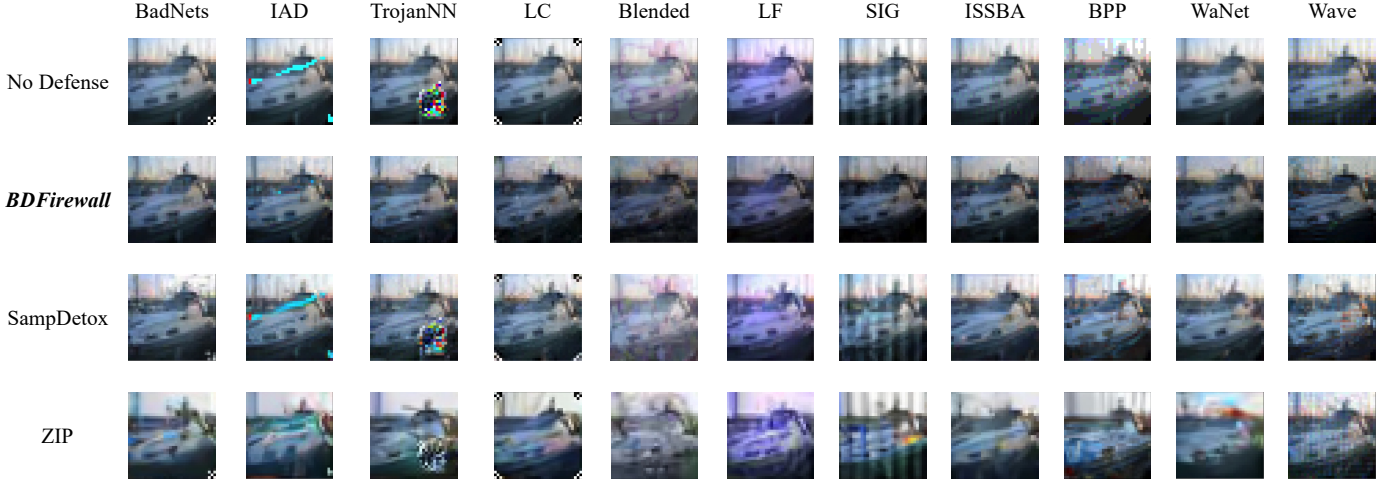 BadNets IAD TrojanNN LC Blended LF SIG ISSBA BPP WaNet Wave
No Defense
BDFirewall
SampDetox
ZIP